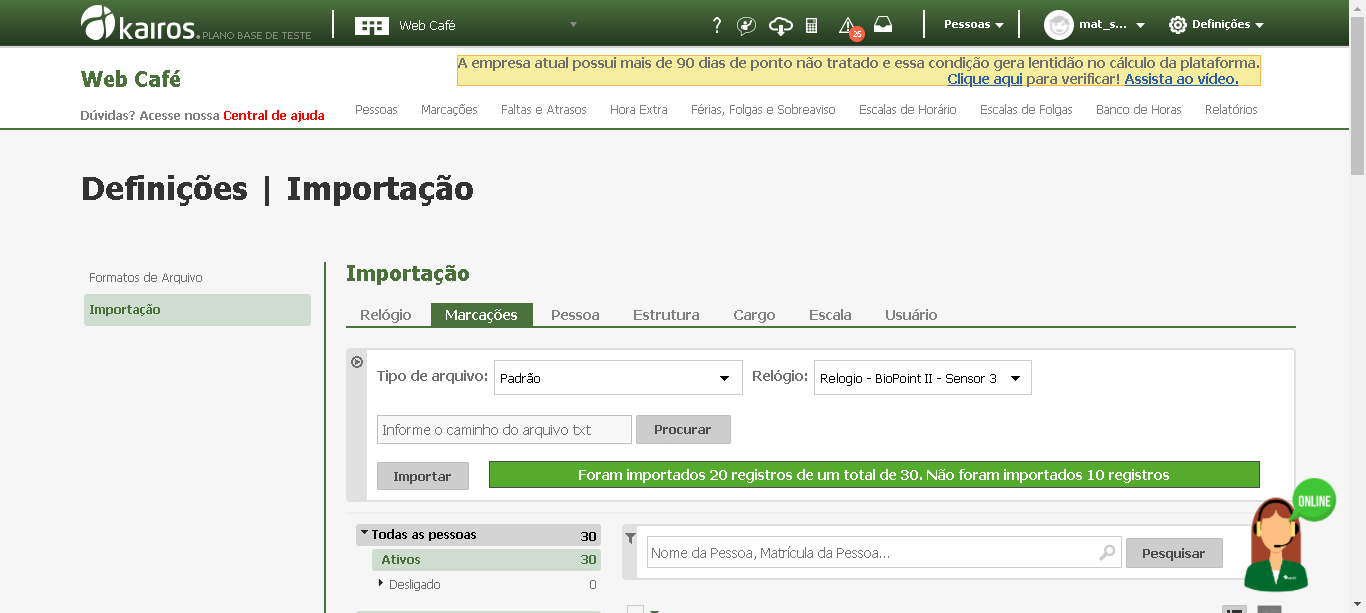 kairos. PLANO BASE DE TESTE
Web Café
?
26
Pessoas
mat_s...
Definições
Web Café
A empresa atual possui mais de 90 dias de ponto não tratado e essa condição gera lentidão no cálculo da plataforma.
Clique aqui para verificar! Assista ao vídeo.
Dúvidas? Acesse nossa Central de ajuda
Pessoas
Marcações
Faltas e Atrasos
Hora Extra
Férias, Folgas e Sobreaviso
Escalas de Horário
Escalas de Folgas
Banco de Horas
Relatórios
Definições | Importação
Formatos de Arquivo
Importação
Importação
Relógio
Marcações
Pessoa
Estrutura
Cargo
Escala
Usuário
Tipo de arquivo: Padrão
Relógio: Relogio - BioPoint II - Sensor 3
Informe o caminho do arquivo txt
Procurar
Importar
Foram importados 20 registros de um total de 30. Não foram importados 10 registros
ONLINE
Todas as pessoas 30
Ativos 30
Desligado 0
Nome da Pessoa, Matrícula da Pessoa...
Pesquisar